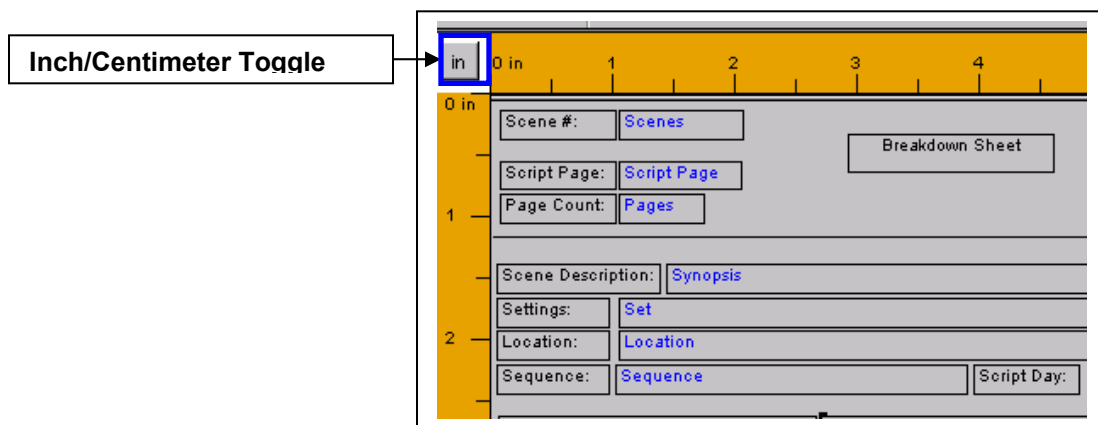 Inch/Centimeter Toggle
in 0 in 1 2 3 4
0 in
Scene #: Scenes
Breakdown Sheet
Script Page: Script Page
Page Count: Pages
1
Scene Description: Synopsis
Settings: Set
2
Location: Location
Sequence: Sequence Script Day: